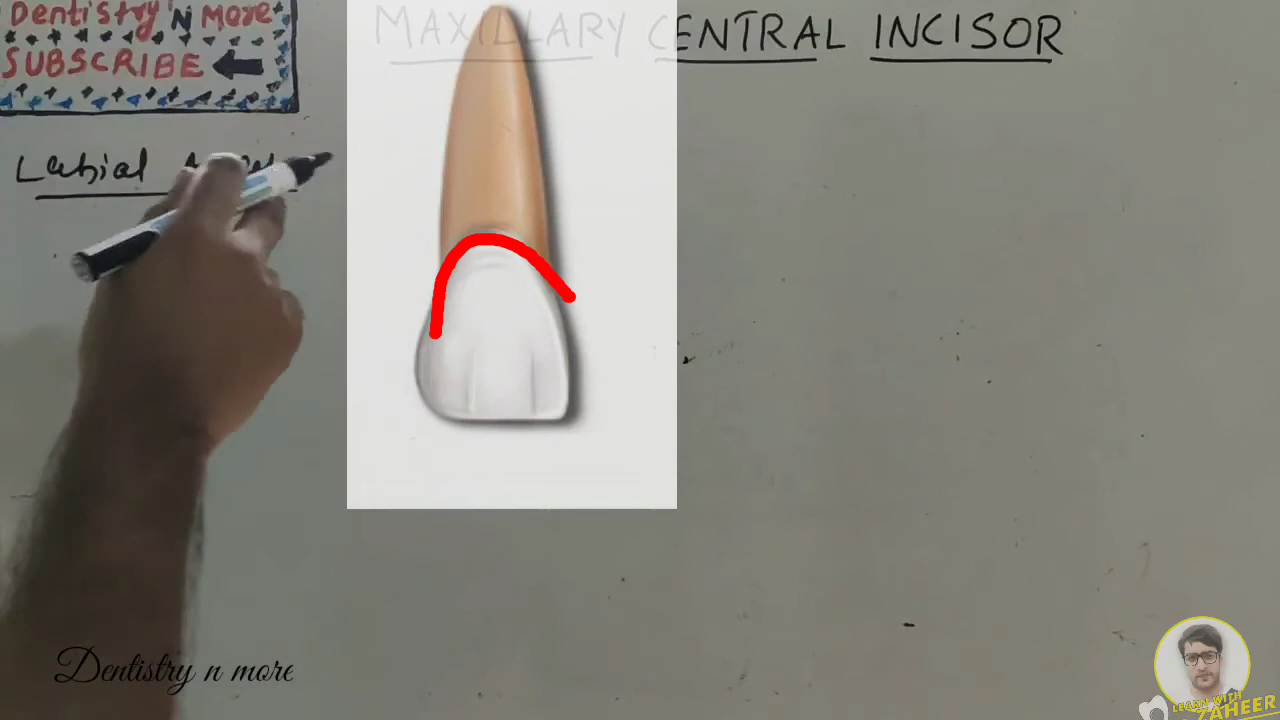 Dentistry 'N More
SUBSCRIBE
MAXILLARY CENTRAL INCISOR
Labial
Dentistry n more
LEARN WITH
ZAHEER